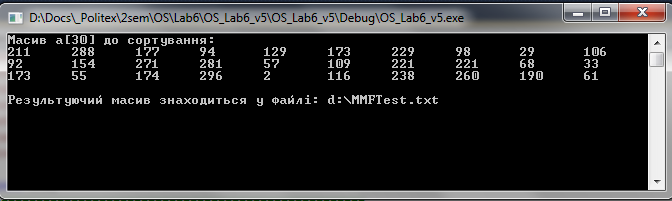 D:\Docs\_Politex\2sem\OS\Lab6\OS_Lab6_v5\OS_Lab6_v5\Debug\OS_Lab6_v5.exe
Масив a[30] до сортування:
211 288 177 94 129 173 229 98 29 106
92 154 271 281 57 109 221 221 68 33
173 55 174 296 2 116 238 260 190 61
Результуючий масив знаходиться у файлі: d:\MMFTest.txt